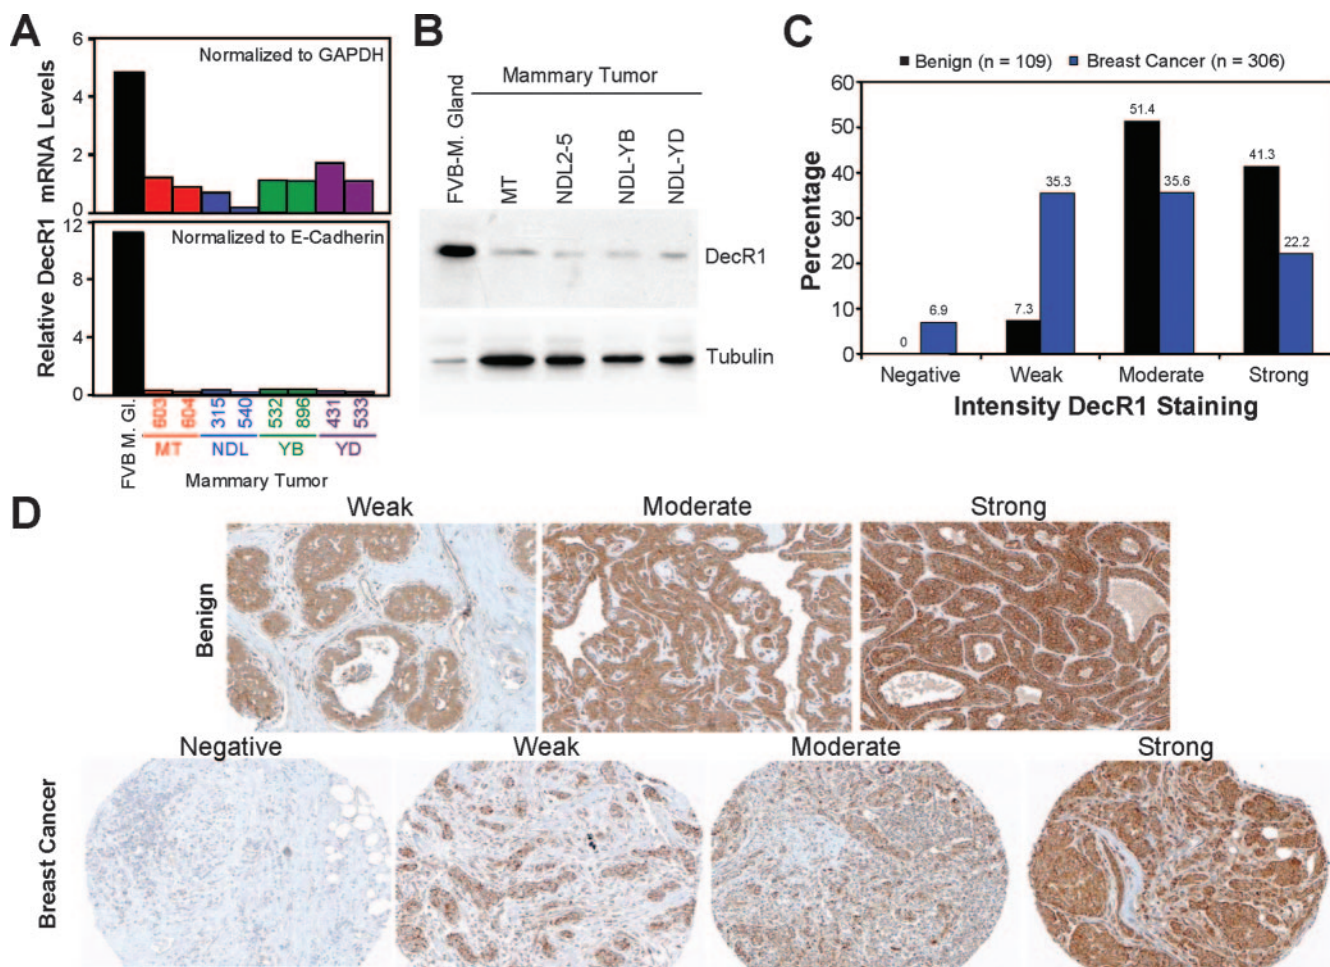 A
6
Normalized to GAPDH
4
2
0
12
Normalized to E-Cadherin
8
4
0
Relative DecR1 mRNA Levels
FVB M. Gl.
603
604
315
540
532
896
431
533
MT
NDL
YB
YD
Mammary Tumor
B
Mammary Tumor
FVB-M. Gland
MT
NDL2-5
NDL-YB
NDL-YD
DecR1
Tubulin
C
Benign (n = 109)
Breast Cancer (n = 306)
Percentage
60
50
40
30
20
10
0
0
6.9
7.3
35.3
51.4
35.6
41.3
22.2
Negative
Weak
Moderate
Strong
Intensity DecR1 Staining
D
Weak
Moderate
Strong
Benign
Negative
Weak
Moderate
Strong
Breast Cancer